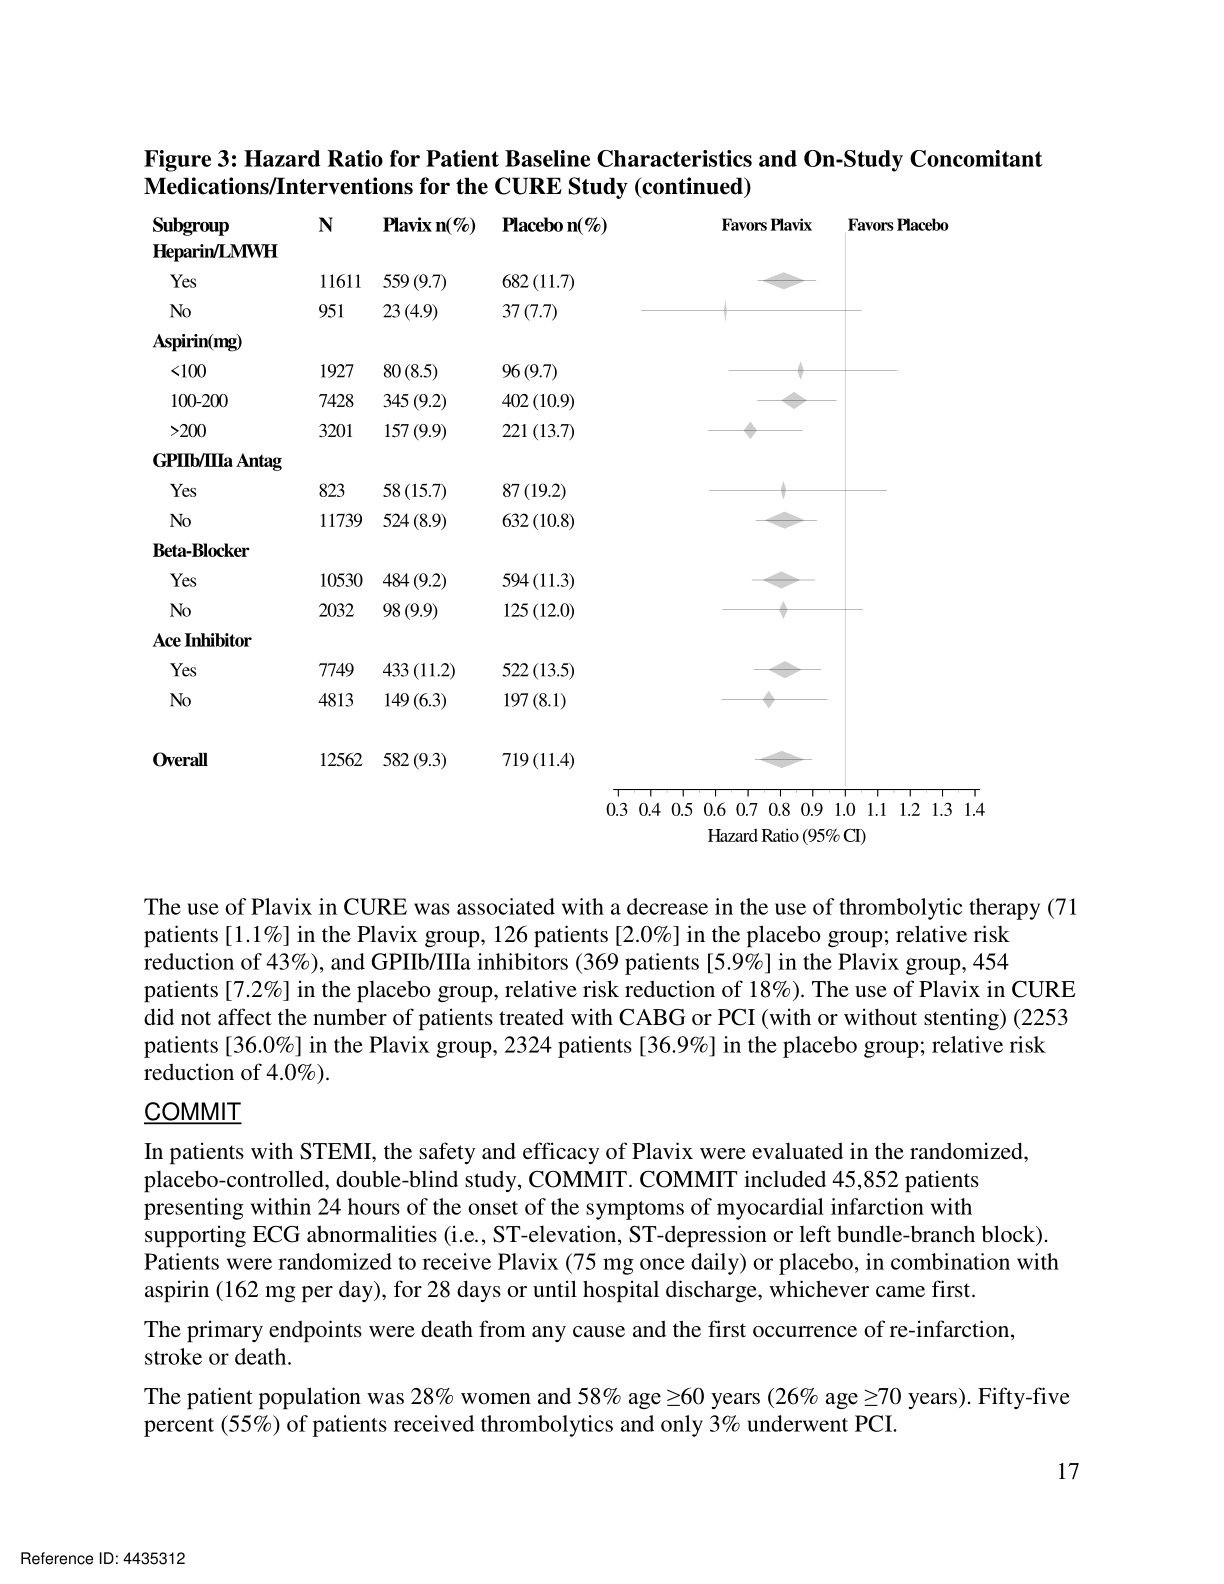 Figure 3: Hazard Ratio for Patient Baseline Characteristics and On-Study Concomitant
Medications/Interventions for the CURE Study (continued)
Subgroup N Plavix n(%) Placebo n(%) Favors Plavix Favors Placebo
Heparin/LMWH
Yes 11611 559 (9.7) 682 (11.7)
No 951 23 (4.9) 37 (7.7)
Aspirin(mg)
<100 1927 80 (8.5) 96 (9.7)
100-200 7428 345 (9.2) 402 (10.9)
>200 3201 157 (9.9) 221 (13.7)
GPIIb/IIIa Antag
Yes 823 58 (15.7) 87 (19.2)
No 11739 524 (8.9) 632 (10.8)
Beta-Blocker
Yes 10530 484 (9.2) 594 (11.3)
No 2032 98 (9.9) 125 (12.0)
Ace Inhibitor
Yes 7749 433 (11.2) 522 (13.5)
No 4813 149 (6.3) 197 (8.1)
Overall 12562 582 (9.3) 719 (11.4)
0.3 0.4 0.5 0.6 0.7 0.8 0.9 1.0 1.1 1.2 1.3 1.4
Hazard Ratio (95% CI)
The use of Plavix in CURE was associated with a decrease in the use of thrombolytic therapy (71
patients [1.1%] in the Plavix group, 126 patients [2.0%] in the placebo group; relative risk
reduction of 43%), and GPIIb/IIIa inhibitors (369 patients [5.9%] in the Plavix group, 454
patients [7.2%] in the placebo group, relative risk reduction of 18%). The use of Plavix in CURE
did not affect the number of patients treated with CABG or PCI (with or without stenting) (2253
patients [36.0%] in the Plavix group, 2324 patients [36.9%] in the placebo group; relative risk
reduction of 4.0%).
COMMIT
In patients with STEMI, the safety and efficacy of Plavix were evaluated in the randomized,
placebo-controlled, double-blind study, COMMIT. COMMIT included 45,852 patients
presenting within 24 hours of the onset of the symptoms of myocardial infarction with
supporting ECG abnormalities (i.e., ST-elevation, ST-depression or left bundle-branch block).
Patients were randomized to receive Plavix (75 mg once daily) or placebo, in combination with
aspirin (162 mg per day), for 28 days or until hospital discharge, whichever came first.
The primary endpoints were death from any cause and the first occurrence of re-infarction,
stroke or death.
The patient population was 28% women and 58% age ≥60 years (26% age ≥70 years). Fifty-five
percent (55%) of patients received thrombolytics and only 3% underwent PCI.
17
Reference ID: 4435312